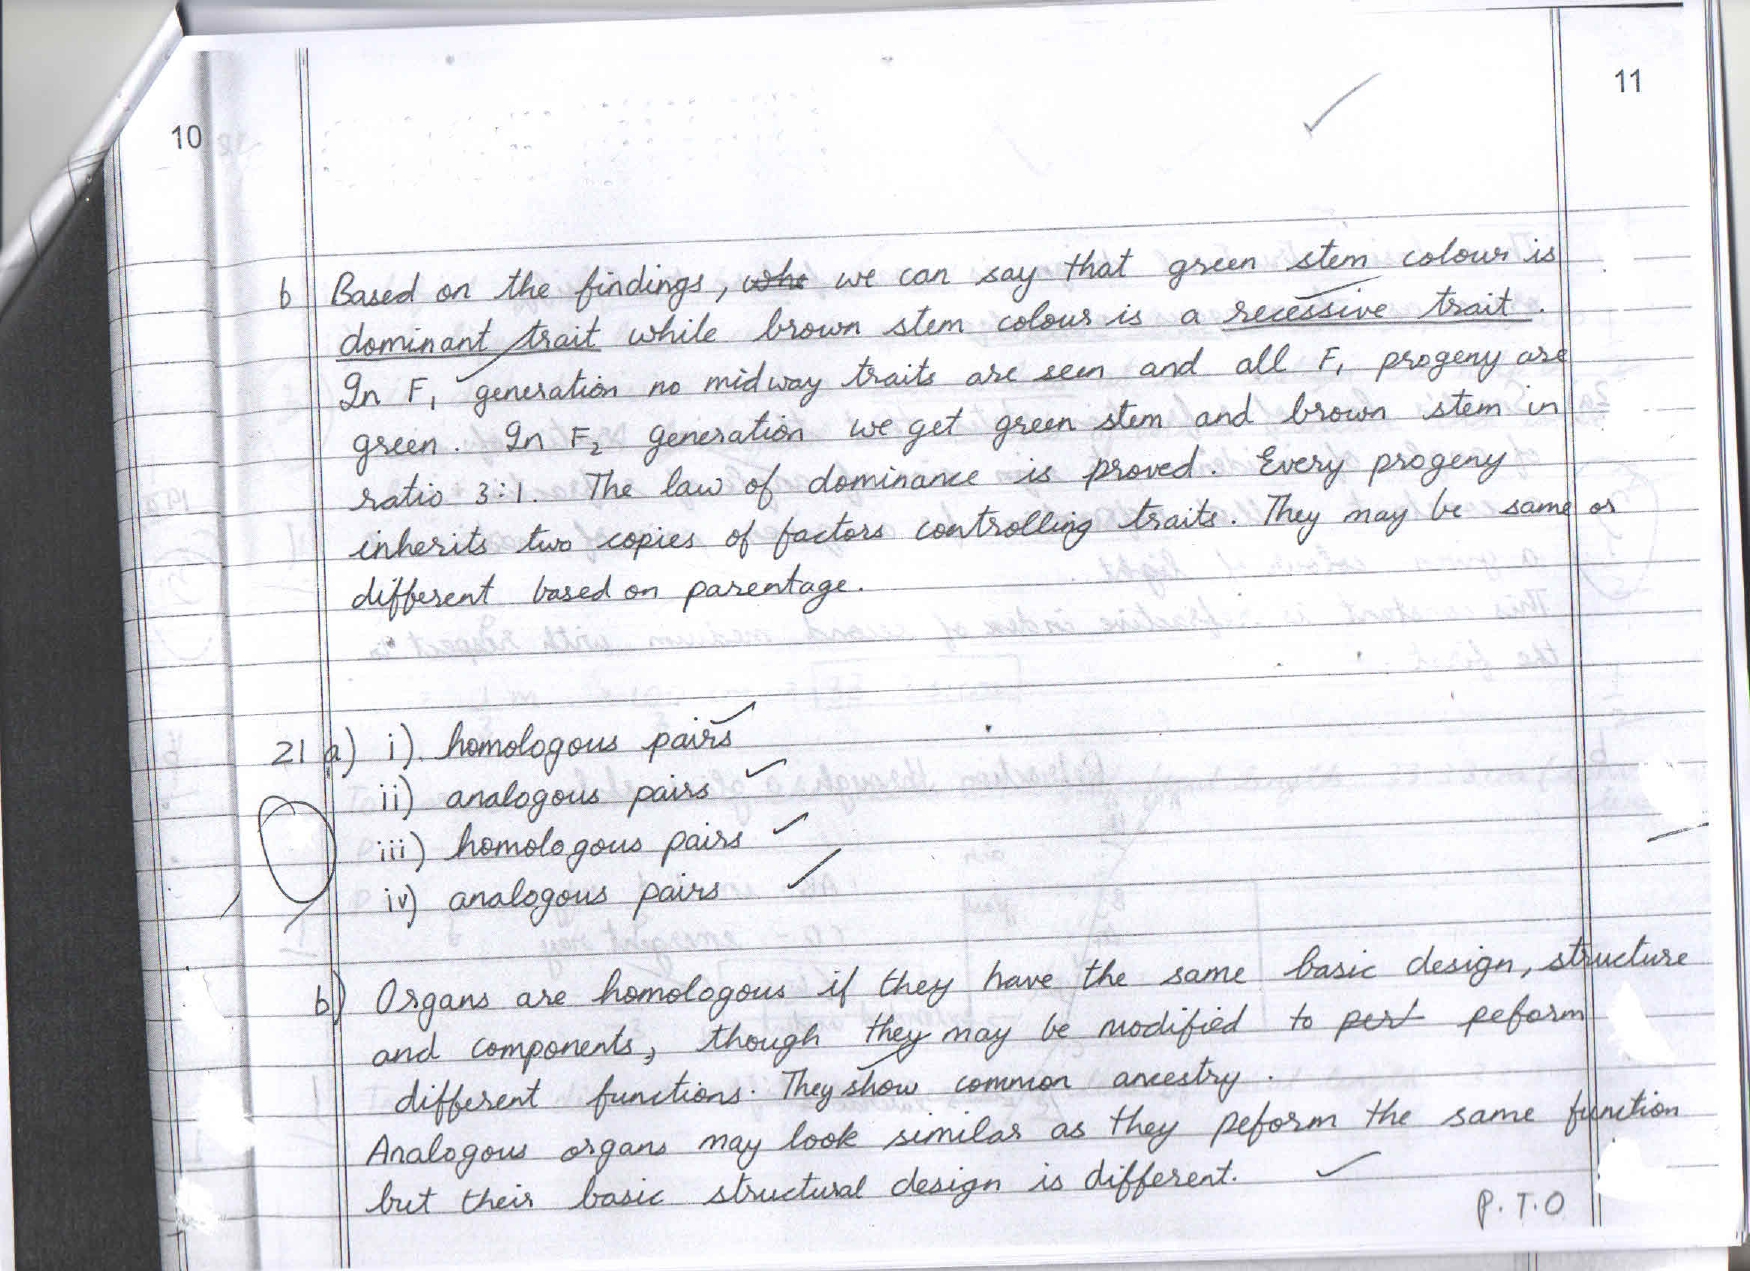 11
10
b Based on the findings, we can say that green stem colour is
dominant trait while brown stem colour is a recessive trait.
In F₁ generation no midway traits are seen and all F₁ progeny are
green. In F₂ generation we get green stem and brown stem in
ratio 3:1. The law of dominance is proved. Every progeny
inherits two copies of factors controlling traits. They may be same or
different based on parentage.
21 a) i). homologous pairs
ii) analogous pairs
iii) homologous pairs
iv) analogous pairs
b) Organs are homologous if they have the same basic design, structure
and components, though they may be modified to peform
different functions. They show common ancestry.
Analogous organs may look similar as they peform the same function
but their basic structural design is different.
P.T.O